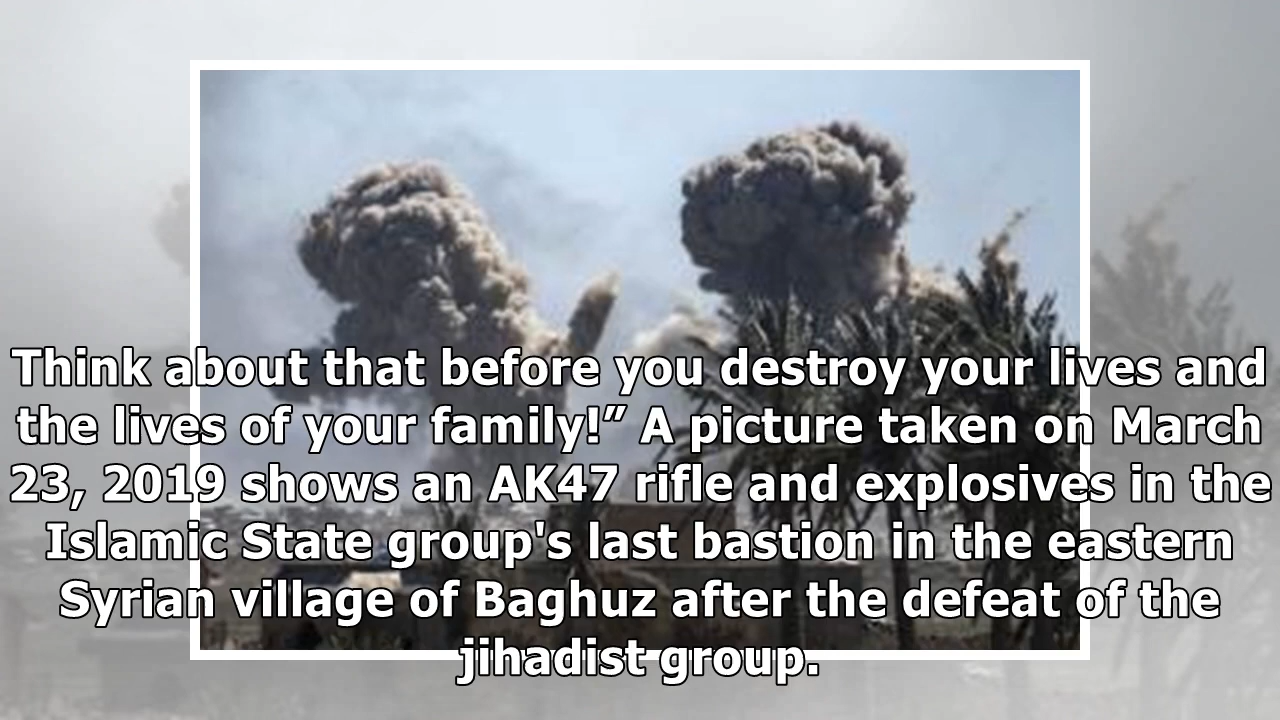 Think about that before you destroy your lives and
the lives of your family!” A picture taken on March
23, 2019 shows an AK47 rifle and explosives in the
Islamic State group's last bastion in the eastern
Syrian village of Baghuz after the defeat of the
jihadist group.